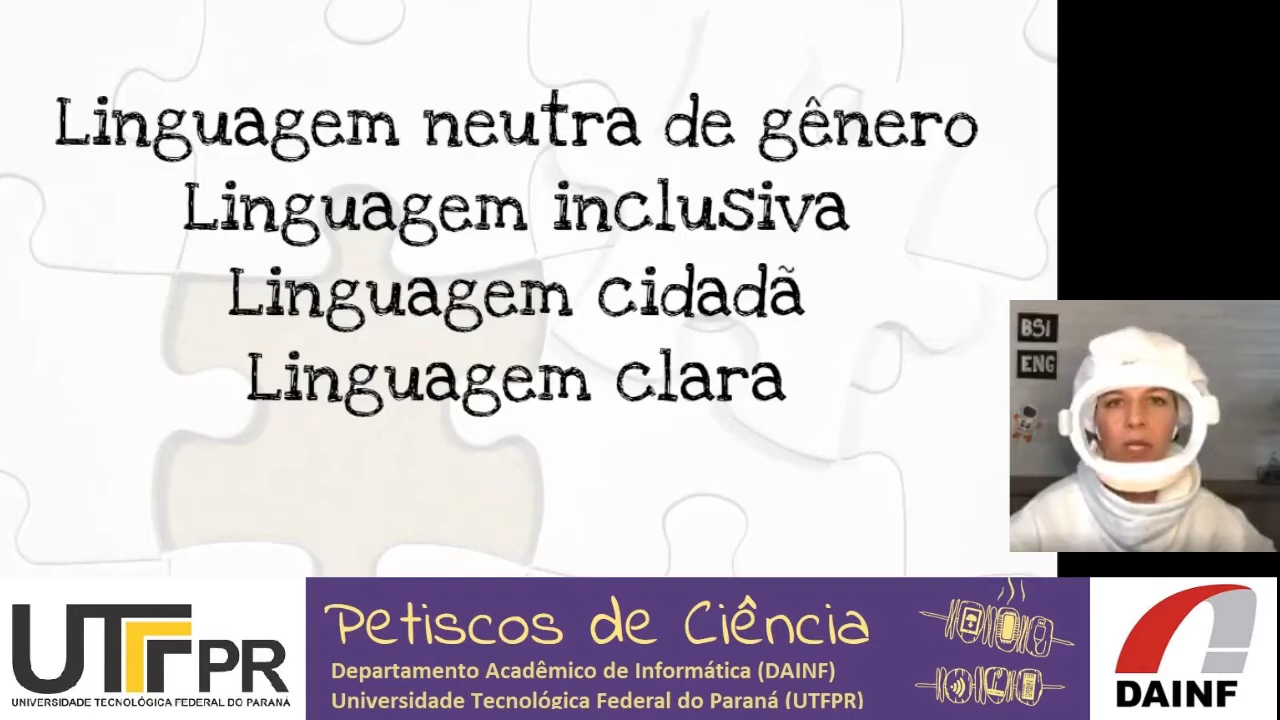 Linguagem neutra de gênero
Linguagem inclusiva
Linguagem cidadã
Linguagem clara
BSI
ENG
UTFPR
UNIVERSIDADE TECNOLÓGICA FEDERAL DO PARANÁ
Petiscos de Ciência
Departamento Acadêmico de Informática (DAINF)
Universidade Tecnológica Federal do Paraná (UTFPR)
DAINF